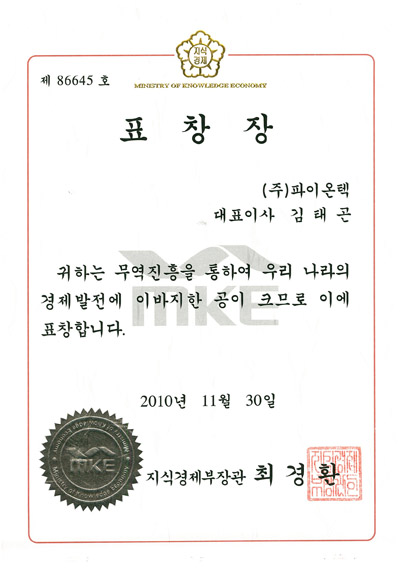 지식
경제
제 86645 호
MINISTRY OF KNOWLEDGE ECONOMY
표 창 장
(주)파이온텍
대표이사 김 태 곤
귀하는 무역진흥을 통하여 우리 나라의
경제발전에 이바지한 공이 크므로 이에
표창합니다.
MKE
2010년 11월 30일
MKE
Ministry of Knowledge Economy
지식경제부장관 최 경 환